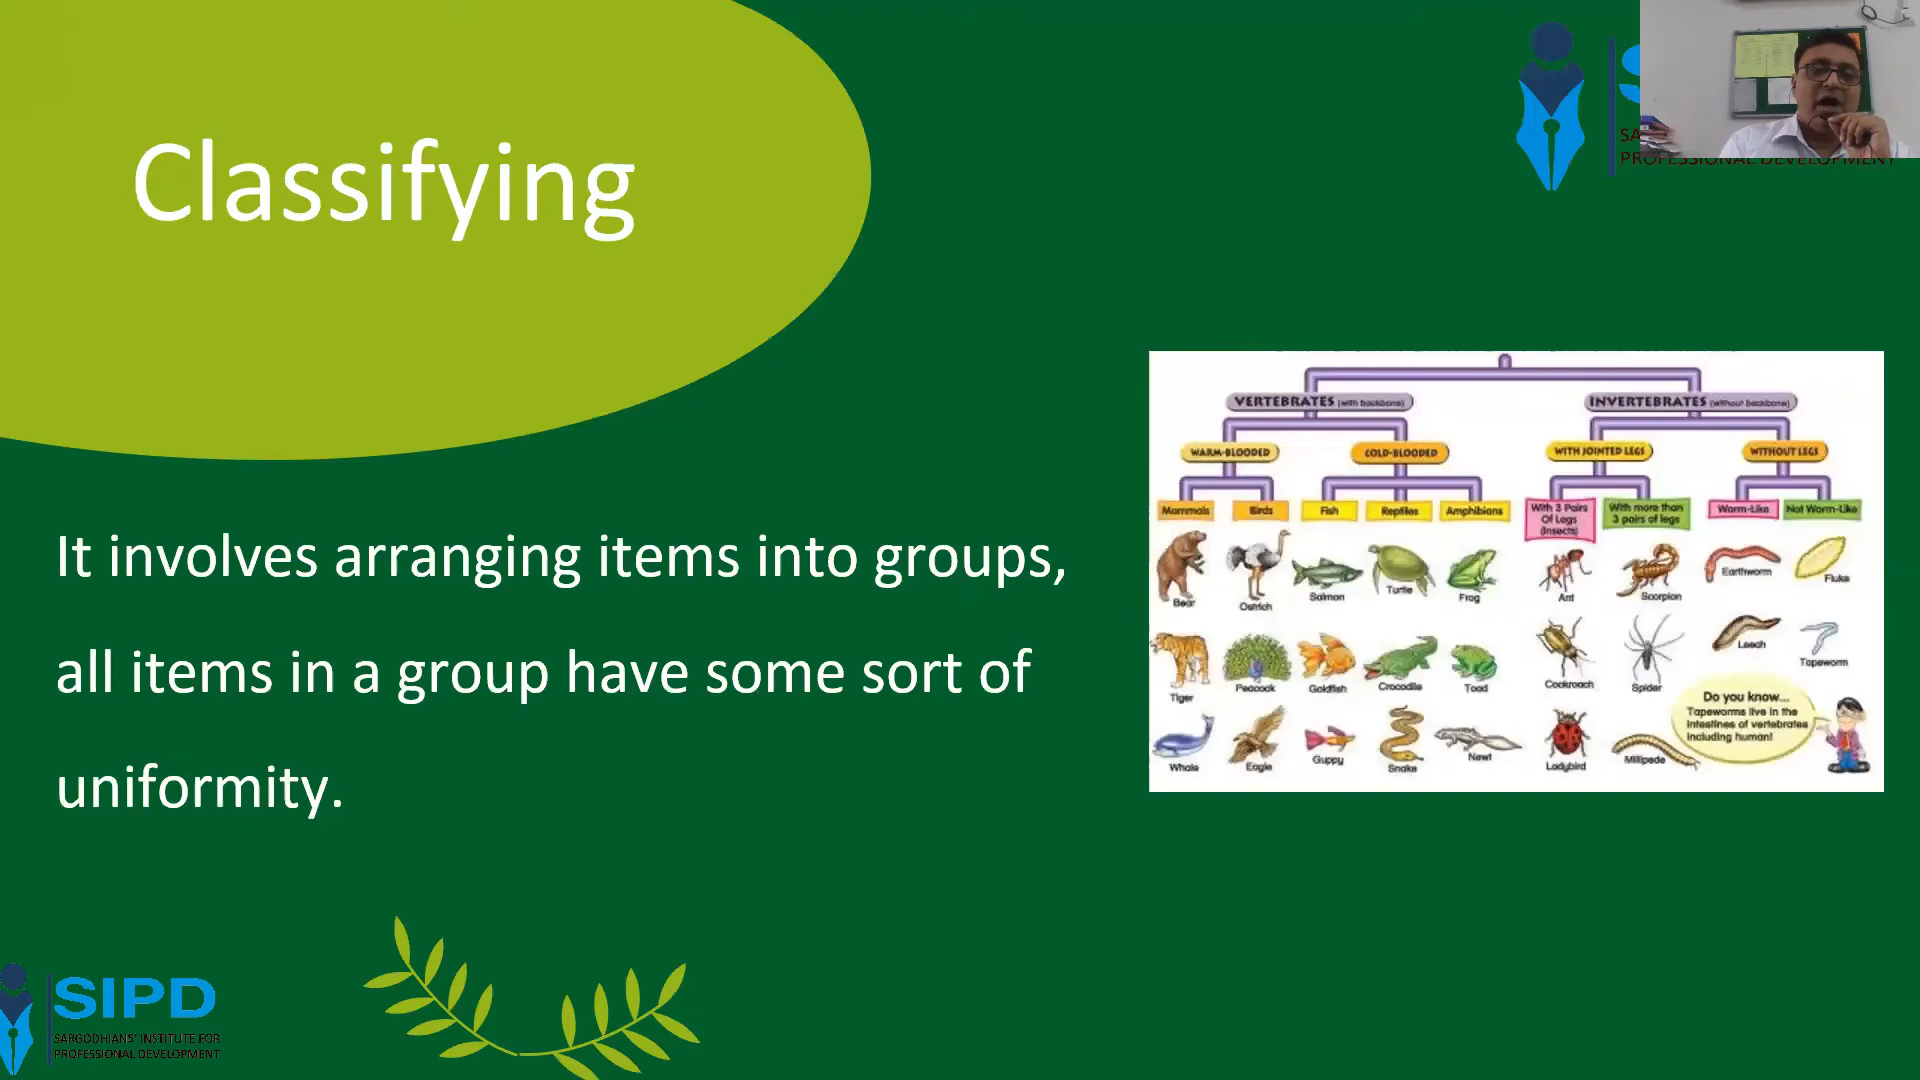 Classifying
SA
PROFESSIONAL DEVELOPMENT
It involves arranging items into groups,
all items in a group have some sort of
uniformity.
VERTEBRATES (with backbone)
INVERTEBRATES (without backbone)
WARM-BLOODED
COLD-BLOODED
WITH JOINTED LEGS
WITHOUT LEGS
Mammals
Birds
Fish
Reptiles
Amphibians
With 3 Pairs
Of Legs
(Insects)
With more than
3 pairs of legs
Worm-Like
Not Worm-Like
Bear
Ostrich
Salmon
Turtle
Frog
Ant
Scorpion
Earthworm
Fluke
Tiger
Peacock
Goldfish
Crocodile
Toad
Cockroach
Spider
Leech
Tapeworm
Whale
Eagle
Guppy
Snake
Newt
Ladybird
Millipede
Do you know...
Tapeworms live in the
intestines of vertebrates
including human!
SIPD
SARGODHIANS' INSTITUTE FOR
PROFESSIONAL DEVELOPMENT